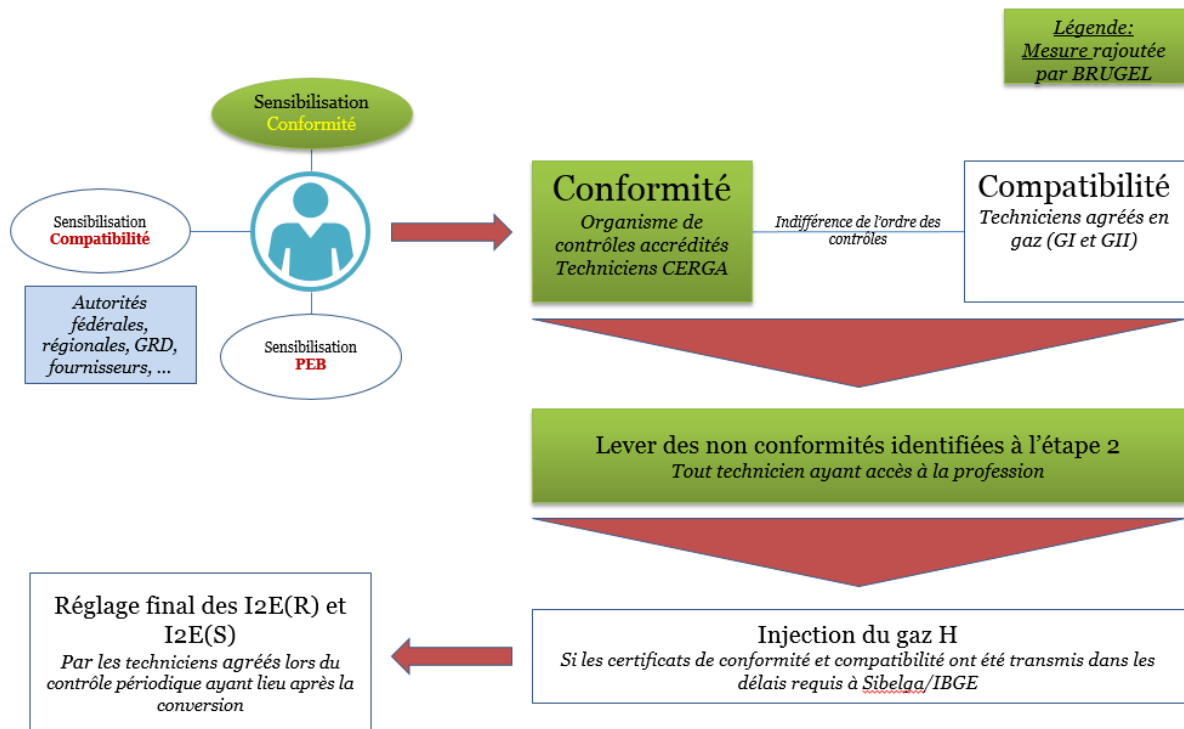 Légende:
Mesure rajoutée
par BRUGEL
Sensibilisation
Conformité
Sensibilisation
Compatibilité
Autorités
fédérales,
régionales, GRD,
fournisseurs, ...
Sensibilisation
PEB
Conformité
Organisme de
contrôles accrédités
Techniciens CERGA
Indifférence de l'ordre des
contrôles
Compatibilité
Techniciens agréés en
gaz (GI et GII)
Lever des non conformités identifiées à l'étape 2
Tout technicien ayant accès à la profession
Injection du gaz H
Si les certificats de conformité et compatibilité ont été transmis dans les
délais requis à Sibelga/IBGE
Réglage final des I2E(R) et
I2E(S)
Par les techniciens agréés lors du
contrôle périodique ayant lieu après la
conversion